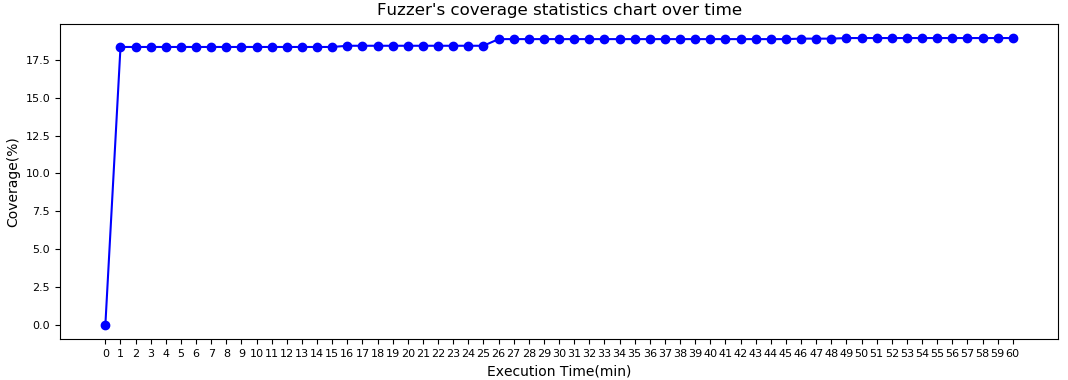 Fuzzer's coverage statistics chart over time
Coverage(%)
17.5
15.0
12.5
10.0
7.5
5.0
2.5
0.0
0 1 2 3 4 5 6 7 8 9 10 11 12 13 14 15 16 17 18 19 20 21 22 23 24 25 26 27 28 29 30 31 32 33 34 35 36 37 38 39 40 41 42 43 44 45 46 47 48 49 50 51 52 53 54 55 56 57 58 59 60
Execution Time(min)